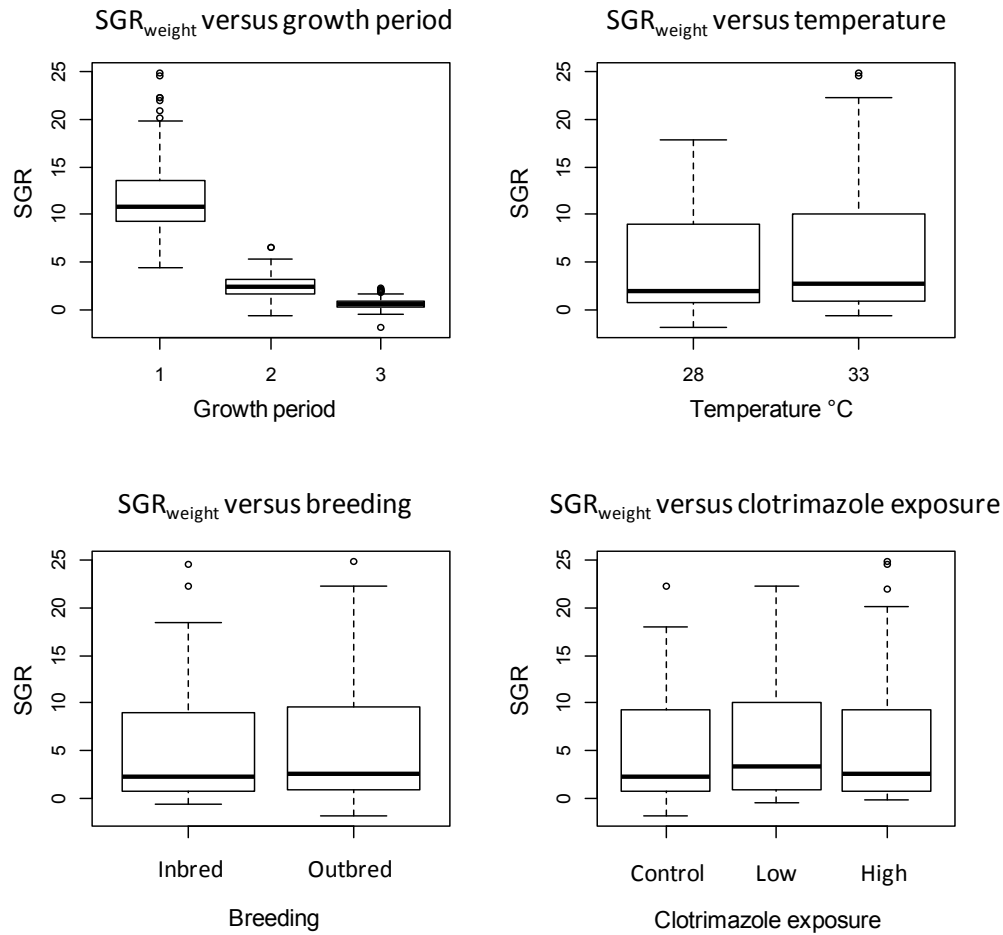 SGRweight versus growth period
SGR
25
20
15
10
5
0
1 2 3
Growth period
SGRweight versus temperature
SGR
25
20
15
10
5
0
28 33
Temperature °C
SGRweight versus breeding
SGR
25
20
15
10
5
0
Inbred Outbred
Breeding
SGRweight versus clotrimazole exposure
SGR
25
20
15
10
5
0
Control Low High
Clotrimazole exposure